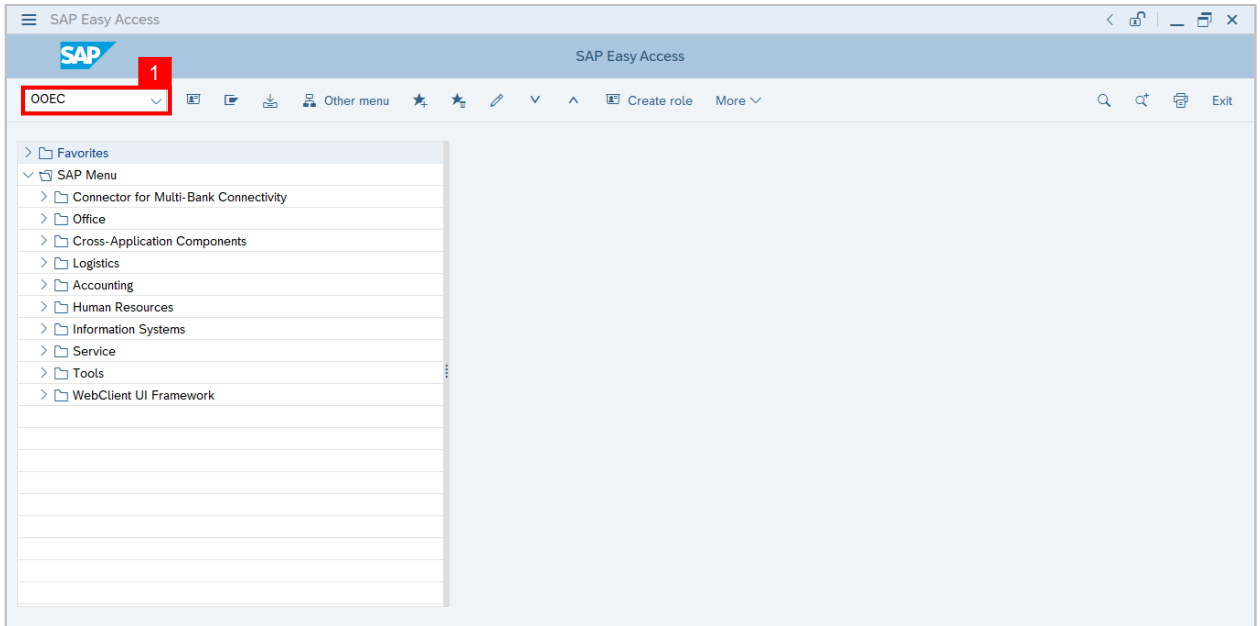 SAP Easy Access
SAP
SAP Easy Access
1
OOEC Other menu Create role More Exit
Favorites
SAP Menu
Connector for Multi-Bank Connectivity
Office
Cross-Application Components
Logistics
Accounting
Human Resources
Information Systems
Service
Tools
WebClient UI Framework